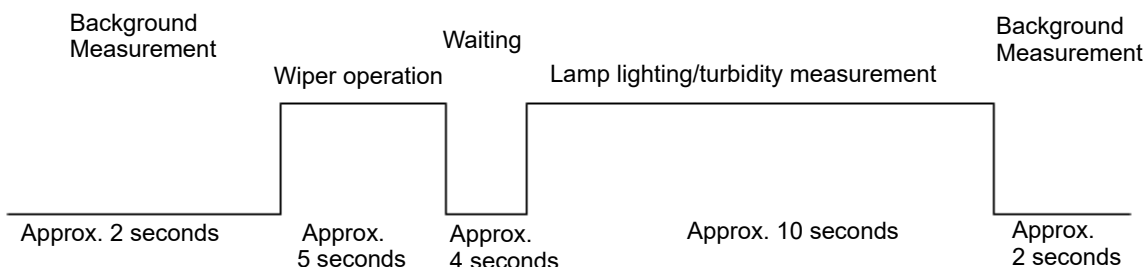 Background
Measurement
Wiper operation
Waiting
Lamp lighting/turbidity measurement
Background
Measurement
Approx. 2 seconds
Approx.
5 seconds
Approx.
4 seconds
Approx. 10 seconds
Approx.
2 seconds